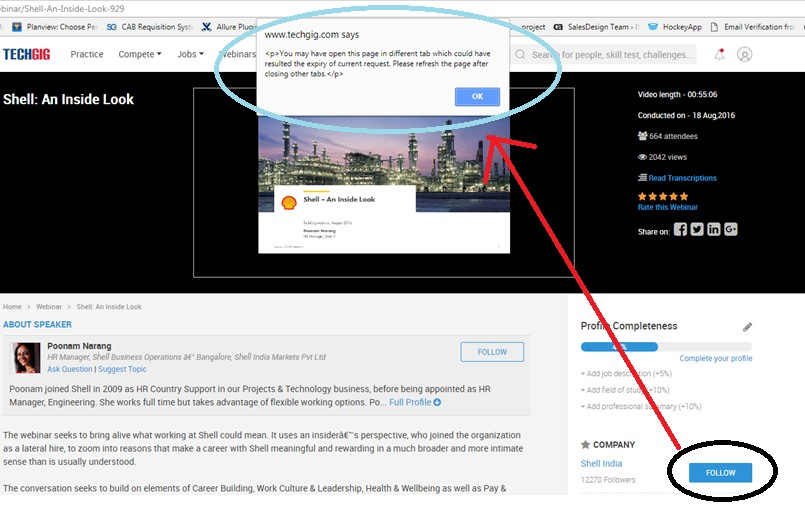 ebinar/Shell-An-Inside-Look-929
Planview: Choose Per
CAB Requisition Syst
Allure Plugin
project
SalesDesign Team - It
HockeyApp
Email Verification fro
TECHGIG
Practice
Compete
Jobs
Webinars
Search for people, skill test, challenges...
www.techgig.com says
<p>You may have open this page in different tab which could have
resulted the expiry of current request. Please refresh the page after
closing other tabs.</p>
OK
Shell: An Inside Look
Shell – An Inside Look
Poonam Narang
Video length - 00:55:06
Conducted on - 18 Aug,2016
664 attendees
2042 views
Read Transcriptions
Rate this Webinar
Share on:
Home > Webinar > Shell: An Inside Look
ABOUT SPEAKER
Poonam Narang
HR Manager, Shell Business Operations â€" Bangalore, Shell India Markets Pvt Ltd
Ask Question | Suggest Topic
FOLLOW
Poonam joined Shell in 2009 as HR Country Support in our Projects & Technology business, before being appointed as HR
Manager, Engineering. She works full time but takes advantage of flexible working options. Po... Full Profile
The webinar seeks to bring alive what working at Shell could mean. It uses an insiderâ€™s perspective, who joined the organization
as a lateral hire, to zoom into reasons that make a career with Shell meaningful and rewarding in a much broader and more intimate
sense than is usually understood.
The conversation seeks to build on elements of Career Building, Work Culture & Leadership, Health & Wellbeing as well as Pay &
Profile Completeness
Complete your profile
+ Add job description (+5%)
+ Add field of study (+10%)
+ Add professional summary (+10%)
COMPANY
Shell India
12270 Followers
FOLLOW